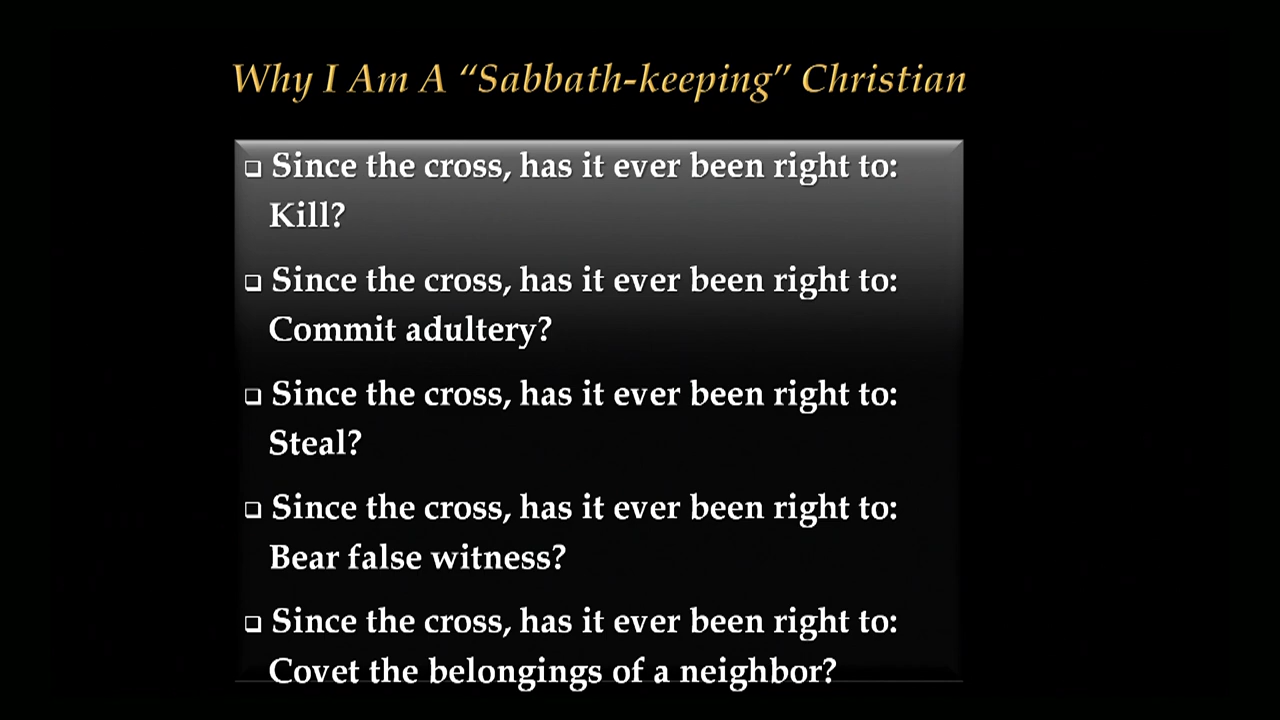 Why I Am A “Sabbath-keeping” Christian
❑ Since the cross, has it ever been right to:
Kill?
❑ Since the cross, has it ever been right to:
Commit adultery?
❑ Since the cross, has it ever been right to:
Steal?
❑ Since the cross, has it ever been right to:
Bear false witness?
❑ Since the cross, has it ever been right to:
Covet the belongings of a neighbor?